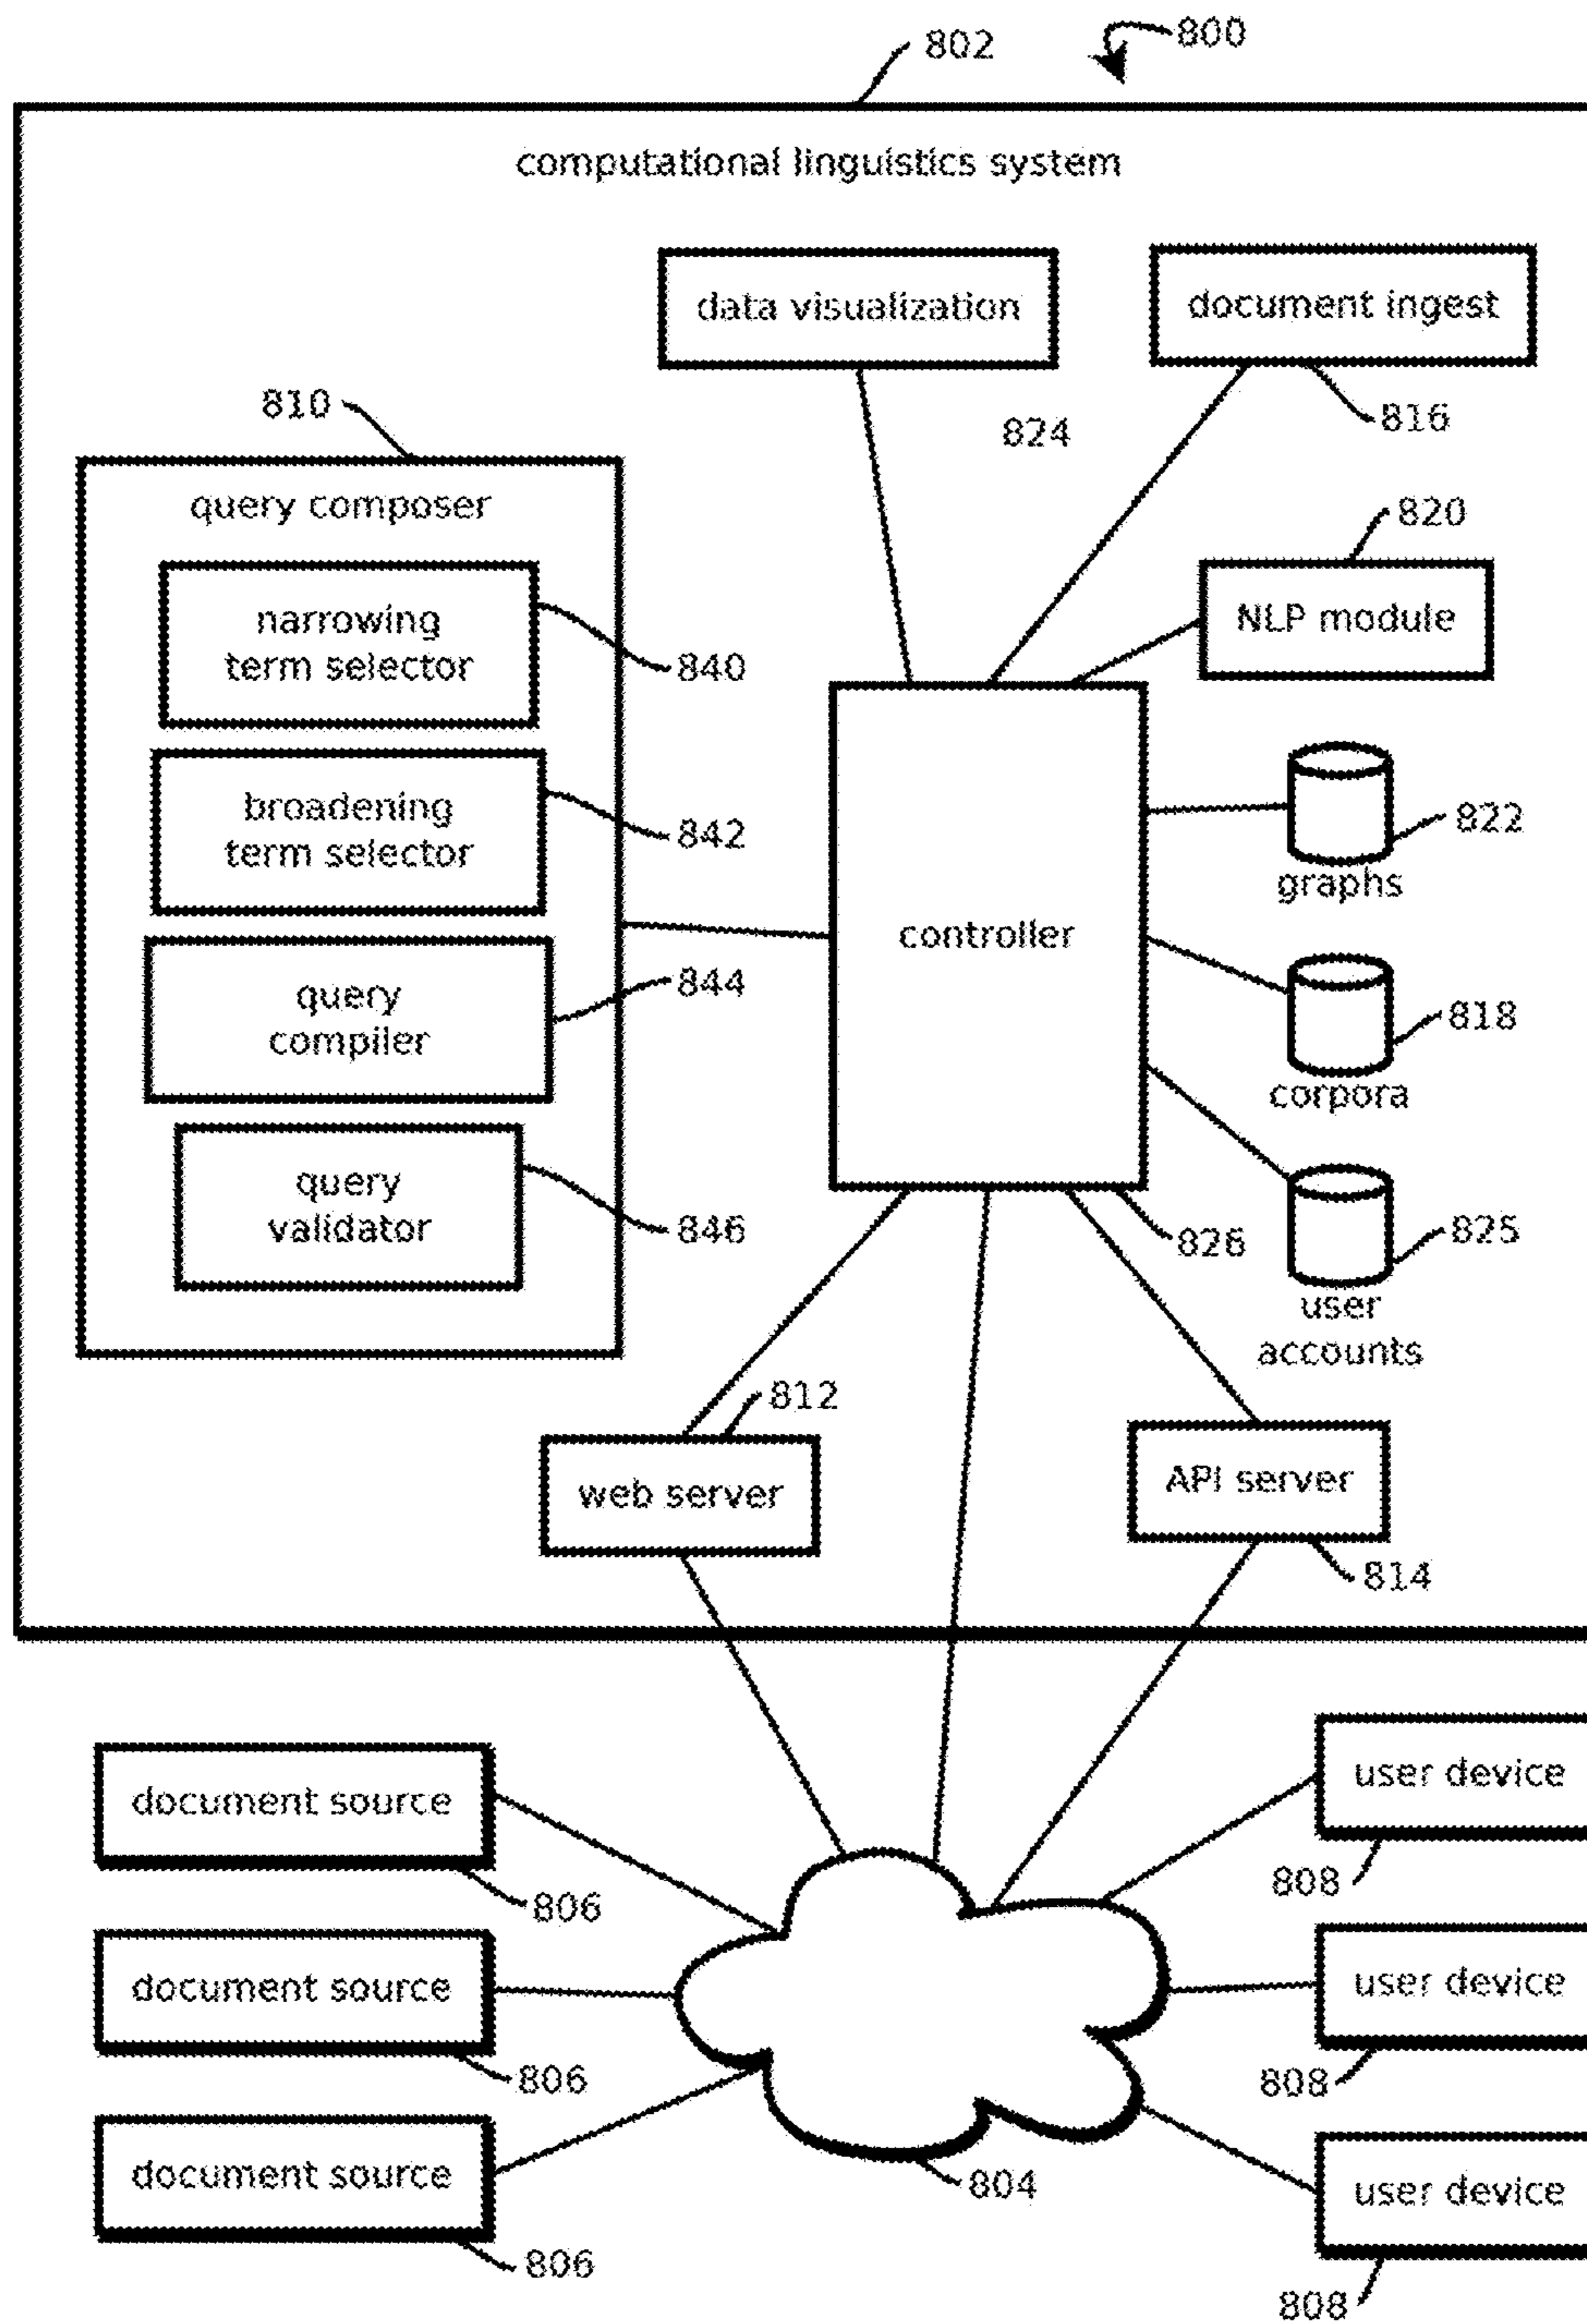 802
800
computational linguistics system
data visualization
document ingest
810
824
816
query composer
820
narrowing
term selector
NLP module
840
broadening
term selector
842
822
graphs
controller
query
compiler
844
818
corpora
query
validator
846
826
825
user
accounts
812
web server
API server
814
document source
user device
806
808
document source
user device
806
808
document source
804
user device
806
808